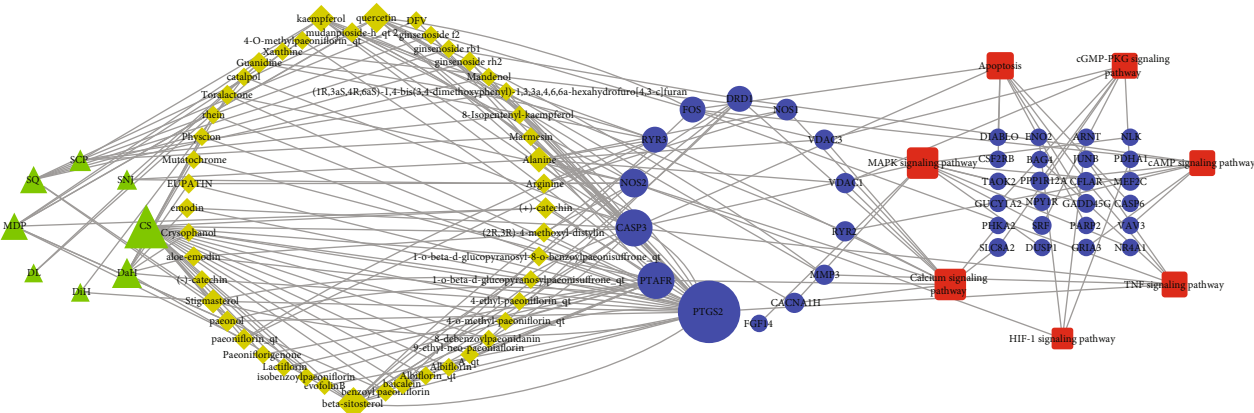 SCP
SQ
SNJ
MDP
CS
DL
DaH
DiH
kaempferol
quercetin
DFV
mudanpioside-h_qt 2
ginsenoside f2
4-O-methylpaeoniflorin_qt
ginsenoside rb1
Xanthine
ginsenoside rh2
Guanidine
catalpol
Mandenol
Toralactone
(1R,3aS,4R,6aS)-1,4-bis(3,4-dimethoxyphenyl)-1,3,3a,4,6,6a-hexahydrofuro[4,3-c]furan
rhein
8-Isopentenyl-kaempferol
Physcion
Marmesin
Mutatochrome
Alanine
EUPATIN
Arginine
emodin
(+)-catechin
Crysophanol
(2R,3R)-4-methoxyl-distylin
aloe-emodin
1-o-beta-d-glucopyranosyl-8-o-benzoylpaeonisuffrone_qt
(-)-catechin
1-o-beta-d-glucopyranosylpaeonisuffrone_qt
Stigmasterol
4-ethyl-paeoniflorin_qt
paeonol
4-o-methyl-paeoniflorin_qt
paeoniflorin_qt
8-debenzoylpaeonidanin
Paeoniflorigenone
9-ethyl-neo-paeoniaflorin
A_qt
Lactiflorin
Albiflorin
isobenzoylpaeoniflorin
Albiflorin_qt
evofolinB
baicalein
benzoyl paeoniflorin
beta-sitosterol
FOS
DRD1
NOS1
RYR3
VDAC3
NOS2
VDAC1
CASP3
RYR2
PTAFR
MMP3
PTGS2
CACNA1H
FGF14
Apoptosis
cGMP-PKG signaling
pathway
MAPK signaling pathway
cAMP signaling pathway
Calcium signaling
pathway
TNF signaling pathway
HIF-1 signaling pathway
DIABLO
ENO2
ARNT
NLK
CSF2RB
BAG4
JUNB
PDHA1
TAOK2
PPP1R12A
CFLAR
MEF2C
GUCY1A2
NPY1R
GADD45G
CASP6
PHKA2
SRF
PARP2
VAV3
SLC8A2
DUSP1
GRIA3
NR4A1